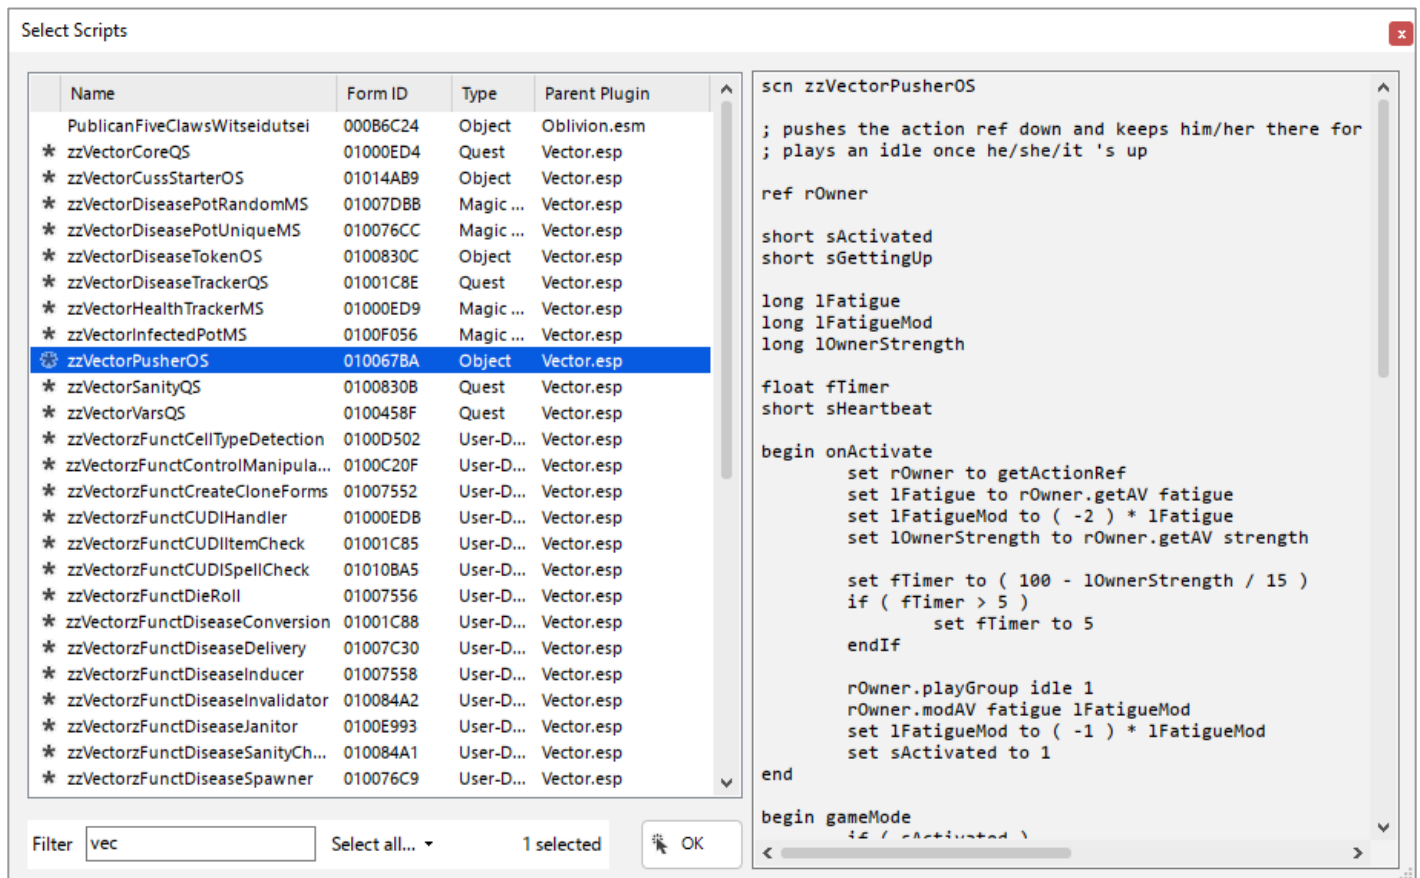 Select Scripts
x
Name Form ID Type Parent Plugin
PublicanFiveClawsWitseidutsei 000B6C24 Object Oblivion.esm
* zzVectorCoreQS 01000ED4 Quest Vector.esp
* zzVectorCussStarterOS 01014AB9 Object Vector.esp
* zzVectorDiseasePotRandomMS 01007DBB Magic ... Vector.esp
* zzVectorDiseasePotUniqueMS 010076CC Magic ... Vector.esp
* zzVectorDiseaseTokenOS 0100830C Object Vector.esp
* zzVectorDiseaseTrackerQS 01001C8E Quest Vector.esp
* zzVectorHealthTrackerMS 01000ED9 Magic ... Vector.esp
* zzVectorInfectedPotMS 0100F056 Magic ... Vector.esp
* zzVectorPusherOS 010067BA Object Vector.esp
* zzVectorSanityQS 0100830B Quest Vector.esp
* zzVectorVarsQS 0100458F Quest Vector.esp
* zzVectorzFunctCellTypeDetection 0100D502 User-D... Vector.esp
* zzVectorzFunctControlManipula... 0100C20F User-D... Vector.esp
* zzVectorzFunctCreateCloneForms 01007552 User-D... Vector.esp
* zzVectorzFunctCUDIHandler 01000EDB User-D... Vector.esp
* zzVectorzFunctCUDIItemCheck 01001C85 User-D... Vector.esp
* zzVectorzFunctCUDISpellCheck 01010BA5 User-D... Vector.esp
* zzVectorzFunctDieRoll 01007556 User-D... Vector.esp
* zzVectorzFunctDiseaseConversion 01001C88 User-D... Vector.esp
* zzVectorzFunctDiseaseDelivery 01007C30 User-D... Vector.esp
* zzVectorzFunctDiseaseInducer 01007558 User-D... Vector.esp
* zzVectorzFunctDiseaseInvalidator 010084A2 User-D... Vector.esp
* zzVectorzFunctDiseaseJanitor 0100E993 User-D... Vector.esp
* zzVectorzFunctDiseaseSanityCh... 010084A1 User-D... Vector.esp
* zzVectorzFunctDiseaseSpawner 010076C9 User-D... Vector.esp
Filter vec Select all... 1 selected OK
scn zzVectorPusherOS
; pushes the action ref down and keeps him/her there for
; plays an idle once he/she/it 's up
ref rOwner
short sActivated
short sGettingUp
long lFatigue
long lFatigueMod
long lOwnerStrength
float fTimer
short sHeartbeat
begin onActivate
set rOwner to getActionRef
set lFatigue to rOwner.getAV fatigue
set lFatigueMod to ( -2 ) * lFatigue
set lOwnerStrength to rOwner.getAV strength
set fTimer to ( 100 - lOwnerStrength / 15 )
if ( fTimer > 5 )
set fTimer to 5
endIf
rOwner.playGroup idle 1
rOwner.modAV fatigue lFatigueMod
set lFatigueMod to ( -1 ) * lFatigueMod
set sActivated to 1
end
begin gameMode
if ( sActivated )